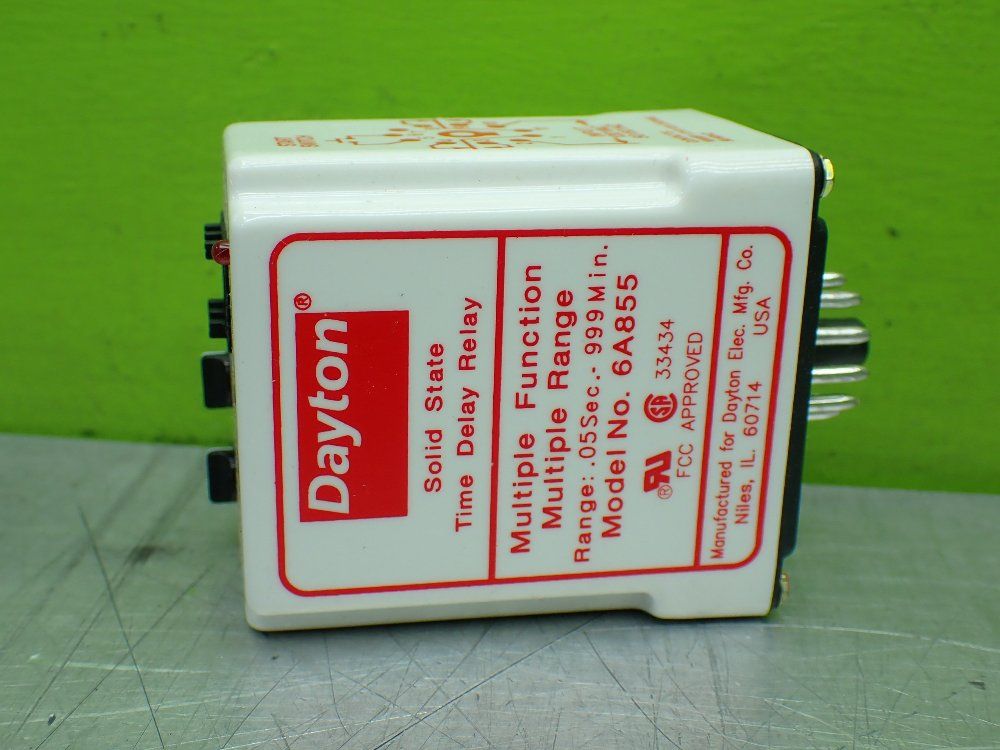 Dayton®
Solid State
Time Delay Relay
Multiple Function
Multiple Range
Range: .05Sec.- 999Min.
Model No. 6A855
® 33434
FCC APPROVED
Manufactured for Dayton Elec. Mfg. Co.
Niles, IL. 60714 USA